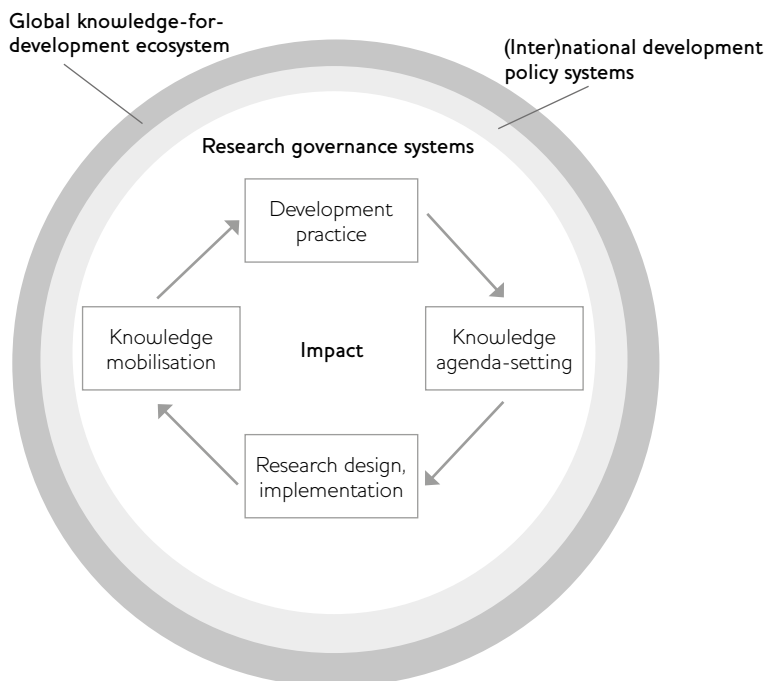 Global knowledge-for-
development ecosystem
(Inter)national development
policy systems
Research governance systems
Development
practice
Knowledge
mobilisation
Impact
Knowledge
agenda-setting
Research design,
implementation